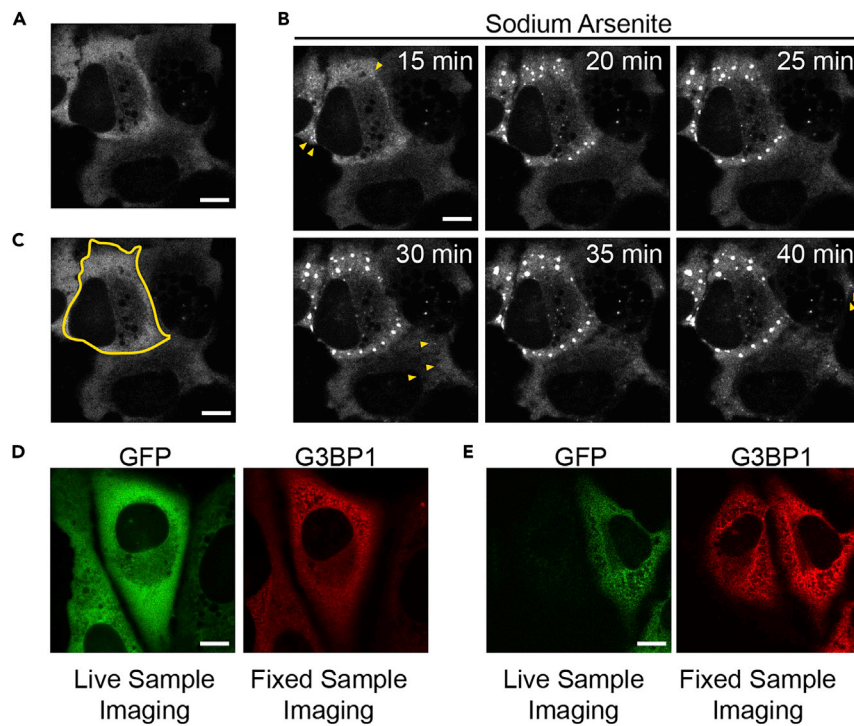 A
B
Sodium Arsenite
15 min
20 min
25 min
C
30 min
35 min
40 min
D
GFP
G3BP1
E
GFP
G3BP1
Live Sample
Imaging
Fixed Sample
Imaging
Live Sample
Imaging
Fixed Sample
Imaging